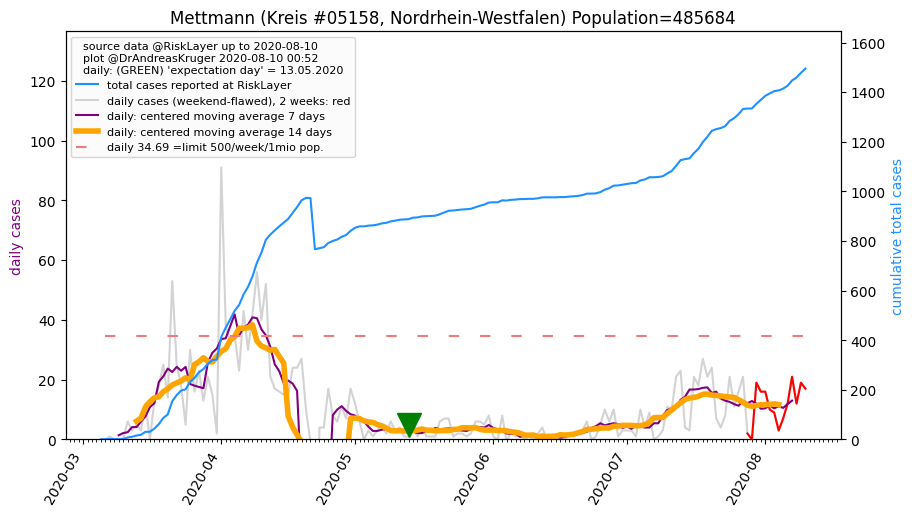 Mettmann (Kreis #05158, Nordrhein-Westfalen) Population=485684
source data @RiskLayer up to 2020-08-10
plot @DrAndreasKruger 2020-08-10 00:52
daily: (GREEN) 'expectation day' = 13.05.2020
total cases reported at RiskLayer
daily cases (weekend-flawed), 2 weeks: red
daily: centered moving average 7 days
daily: centered moving average 14 days
daily 34.69 =limit 500/week/1mio pop.
daily cases
120
100
80
60
40
20
0
1600
1400
1200
1000
800
600
400
200
0
cumulative total cases
2020-03
2020-04
2020-05
2020-06
2020-07
2020-08